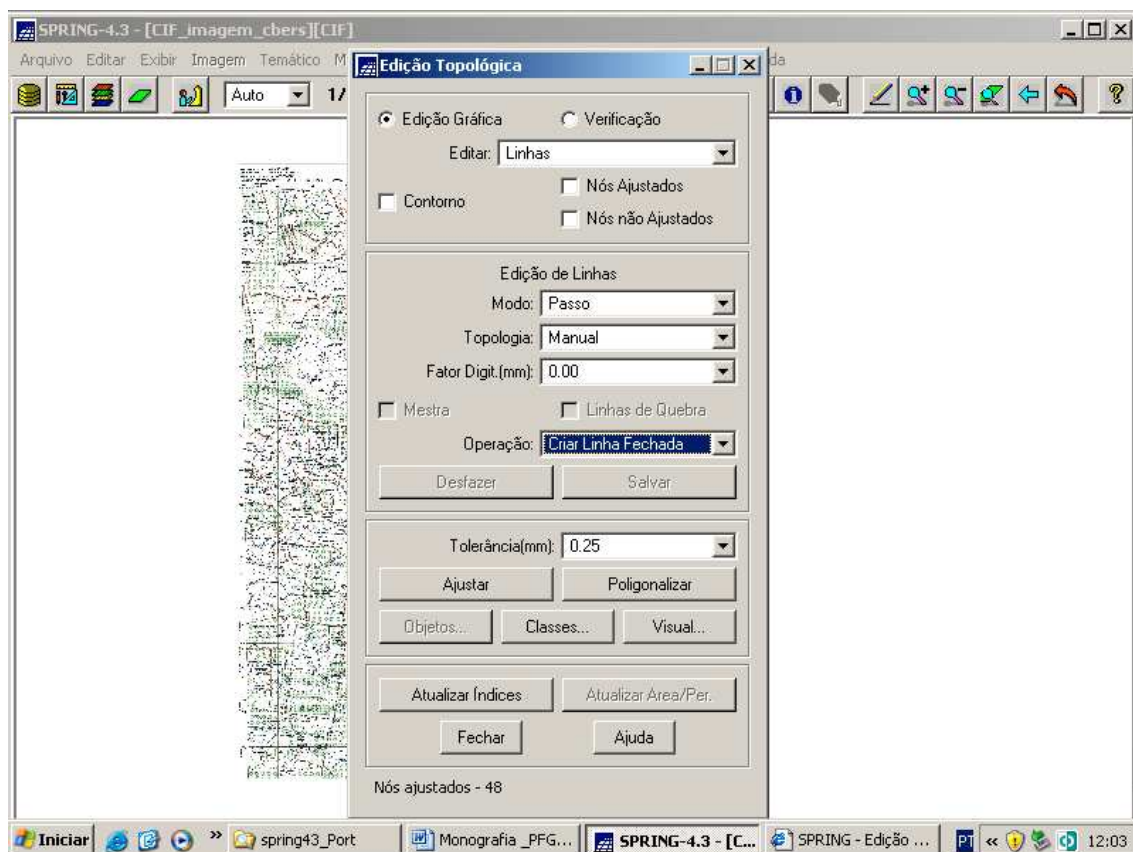 SPRING-4.3 - [CIF_imagem_cbers][CIF]
Arquivo Editar Exibir Imagem Temático M
da
Auto
1/
Edição Topológica
Edição Gráfica
Verificação
Editar: Linhas
Contorno
Nós Ajustados
Nós não Ajustados
Edição de Linhas
Modo: Passo
Topologia: Manual
Fator Digit.(mm): 0.00
Mestra
Linhas de Quebra
Operação: Criar Linha Fechada
Desfazer
Salvar
Tolerância(mm): 0.25
Ajustar
Poligonalizar
Objetos...
Classes...
Visual...
Atualizar Índices
Atualizar Area/Per.
Fechar
Ajuda
Nós ajustados - 48
Iniciar
»
spring43_Port
Monografia _PFG...
SPRING-4.3 - [C...
SPRING - Edição ...
PT
«
12:03